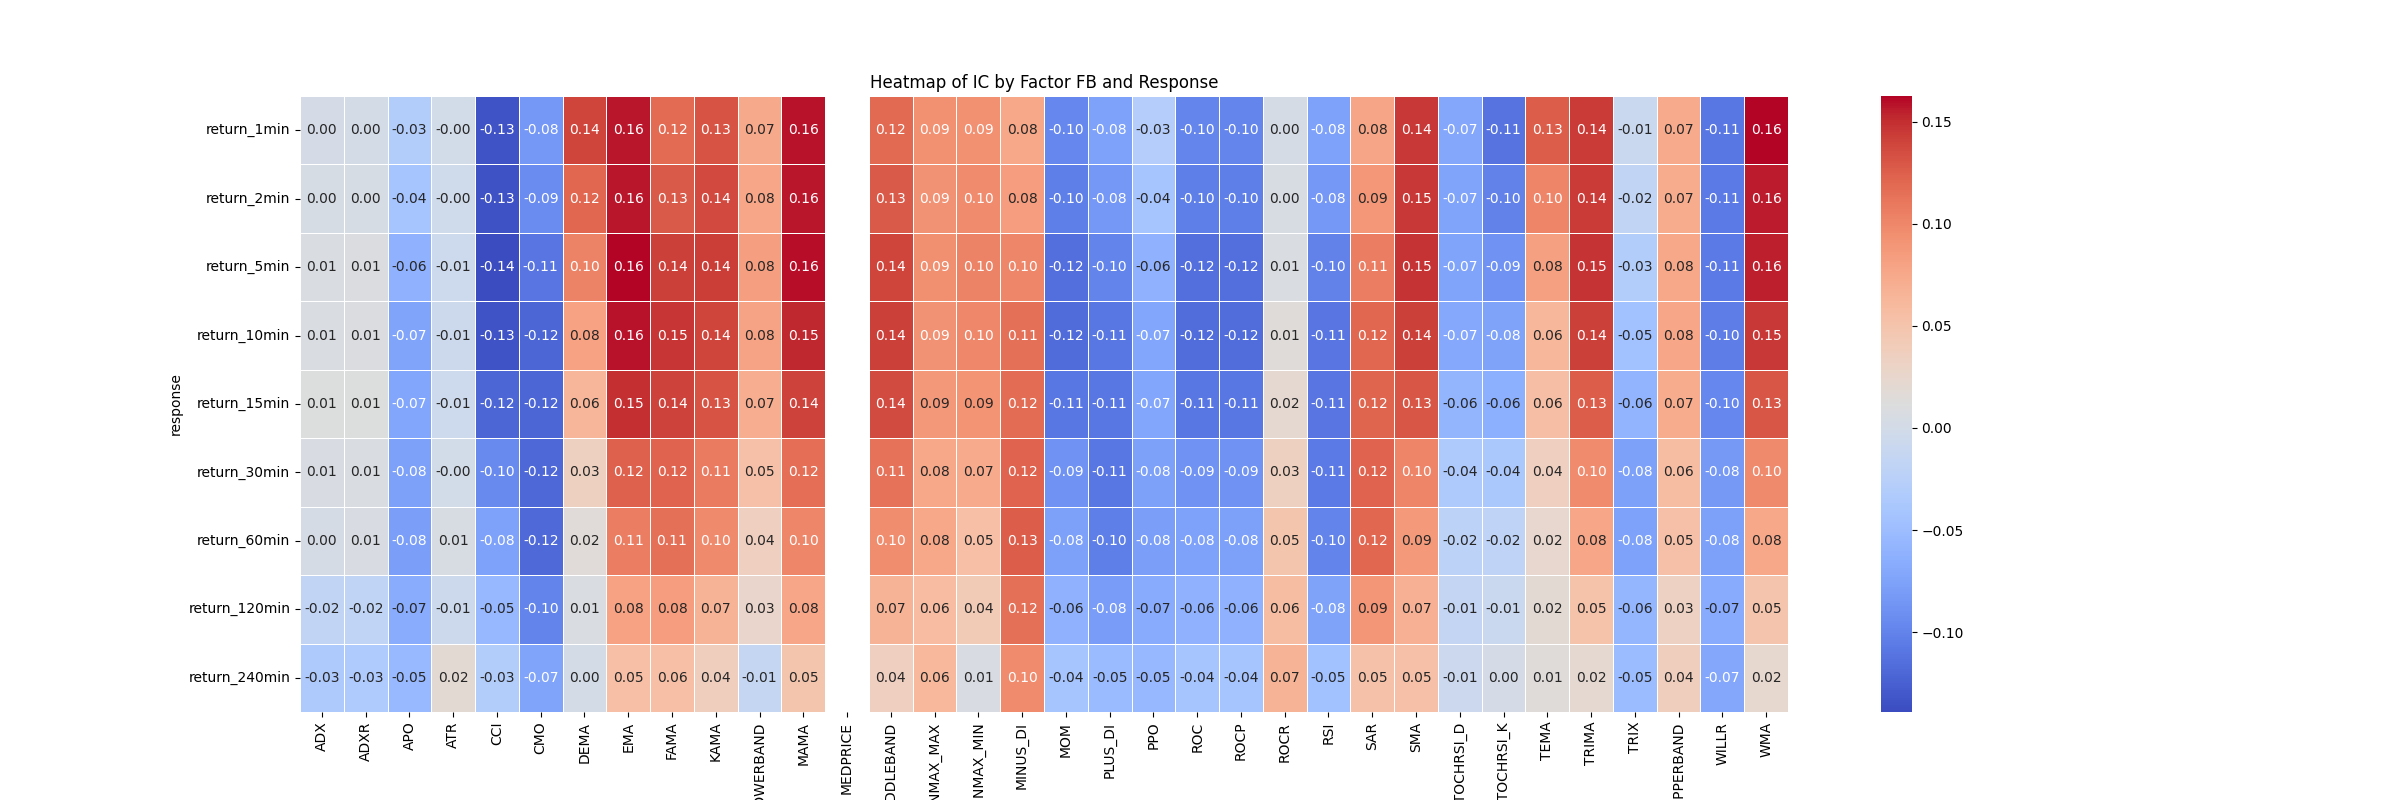 Heatmap of IC by Factor FB and Response
return_1min 0.00 0.00 -0.03 -0.00 -0.13 -0.08 0.14 0.16 0.12 0.13 0.07 0.16 0.12 0.09 0.09 0.08 -0.10 -0.08 -0.03 -0.10 -0.10 0.00 -0.08 0.08 0.14 -0.07 -0.11 0.13 0.14 -0.01 0.07 -0.11 0.16
return_2min 0.00 0.00 -0.04 -0.00 -0.13 -0.09 0.12 0.16 0.13 0.14 0.08 0.16 0.13 0.09 0.10 0.08 -0.10 -0.08 -0.04 -0.10 -0.10 0.00 -0.08 0.09 0.15 -0.07 -0.10 0.10 0.14 -0.02 0.07 -0.11 0.16
return_5min 0.01 0.01 -0.06 -0.01 -0.14 -0.11 0.10 0.16 0.14 0.14 0.08 0.16 0.14 0.09 0.10 0.10 -0.12 -0.10 -0.06 -0.12 -0.12 0.01 -0.10 0.11 0.15 -0.07 -0.09 0.08 0.15 -0.03 0.08 -0.11 0.16
return_10min 0.01 0.01 -0.07 -0.01 -0.13 -0.12 0.08 0.16 0.15 0.14 0.08 0.15 0.14 0.09 0.10 0.11 -0.12 -0.11 -0.07 -0.12 -0.12 0.01 -0.11 0.12 0.14 -0.07 -0.08 0.06 0.14 -0.05 0.08 -0.10 0.15
return_15min 0.01 0.01 -0.07 -0.01 -0.12 -0.12 0.06 0.15 0.14 0.13 0.07 0.14 0.14 0.09 0.09 0.12 -0.11 -0.11 -0.07 -0.11 -0.11 0.02 -0.11 0.12 0.13 -0.06 -0.06 0.06 0.13 -0.06 0.07 -0.10 0.13
return_30min 0.01 0.01 -0.08 -0.00 -0.10 -0.12 0.03 0.12 0.12 0.11 0.05 0.12 0.11 0.08 0.07 0.12 -0.09 -0.11 -0.08 -0.09 -0.09 0.03 -0.11 0.12 0.10 -0.04 -0.04 0.04 0.10 -0.08 0.06 -0.08 0.10
return_60min 0.00 0.01 -0.08 0.01 -0.08 -0.12 0.02 0.11 0.11 0.10 0.04 0.10 0.10 0.08 0.05 0.13 -0.08 -0.10 -0.08 -0.08 -0.08 0.05 -0.10 0.12 0.09 -0.02 -0.02 0.02 0.08 -0.08 0.05 -0.08 0.08
return_120min -0.02 -0.02 -0.07 -0.01 -0.05 -0.10 0.01 0.08 0.08 0.07 0.03 0.08 0.07 0.06 0.04 0.12 -0.06 -0.08 -0.07 -0.06 -0.06 0.06 -0.08 0.09 0.07 -0.01 -0.01 0.02 0.05 -0.06 0.03 -0.07 0.05
return_240min -0.03 -0.03 -0.05 0.02 -0.03 -0.07 0.00 0.05 0.06 0.04 -0.01 0.05 0.04 0.06 0.01 0.10 -0.04 -0.05 -0.05 -0.04 -0.04 0.07 -0.05 0.05 0.05 -0.01 0.00 0.01 0.02 -0.05 0.04 -0.07 0.02
response
ADX ADXR APO ATR CCI CMO DEMA EMA FAMA KAMA OWERBAND MAMA MEDPRICE DDLEBAND NMAX_MAX NMAX_MIN MINUS_DI MOM PLUS_DI PPO ROC ROCP ROCR RSI SAR SMA TOCHRSI_D TOCHRSI_K TEMA TRIMA TRIX PPERBAND WILLR WMA
0.15
0.10
0.05
0.00
−0.05
−0.10